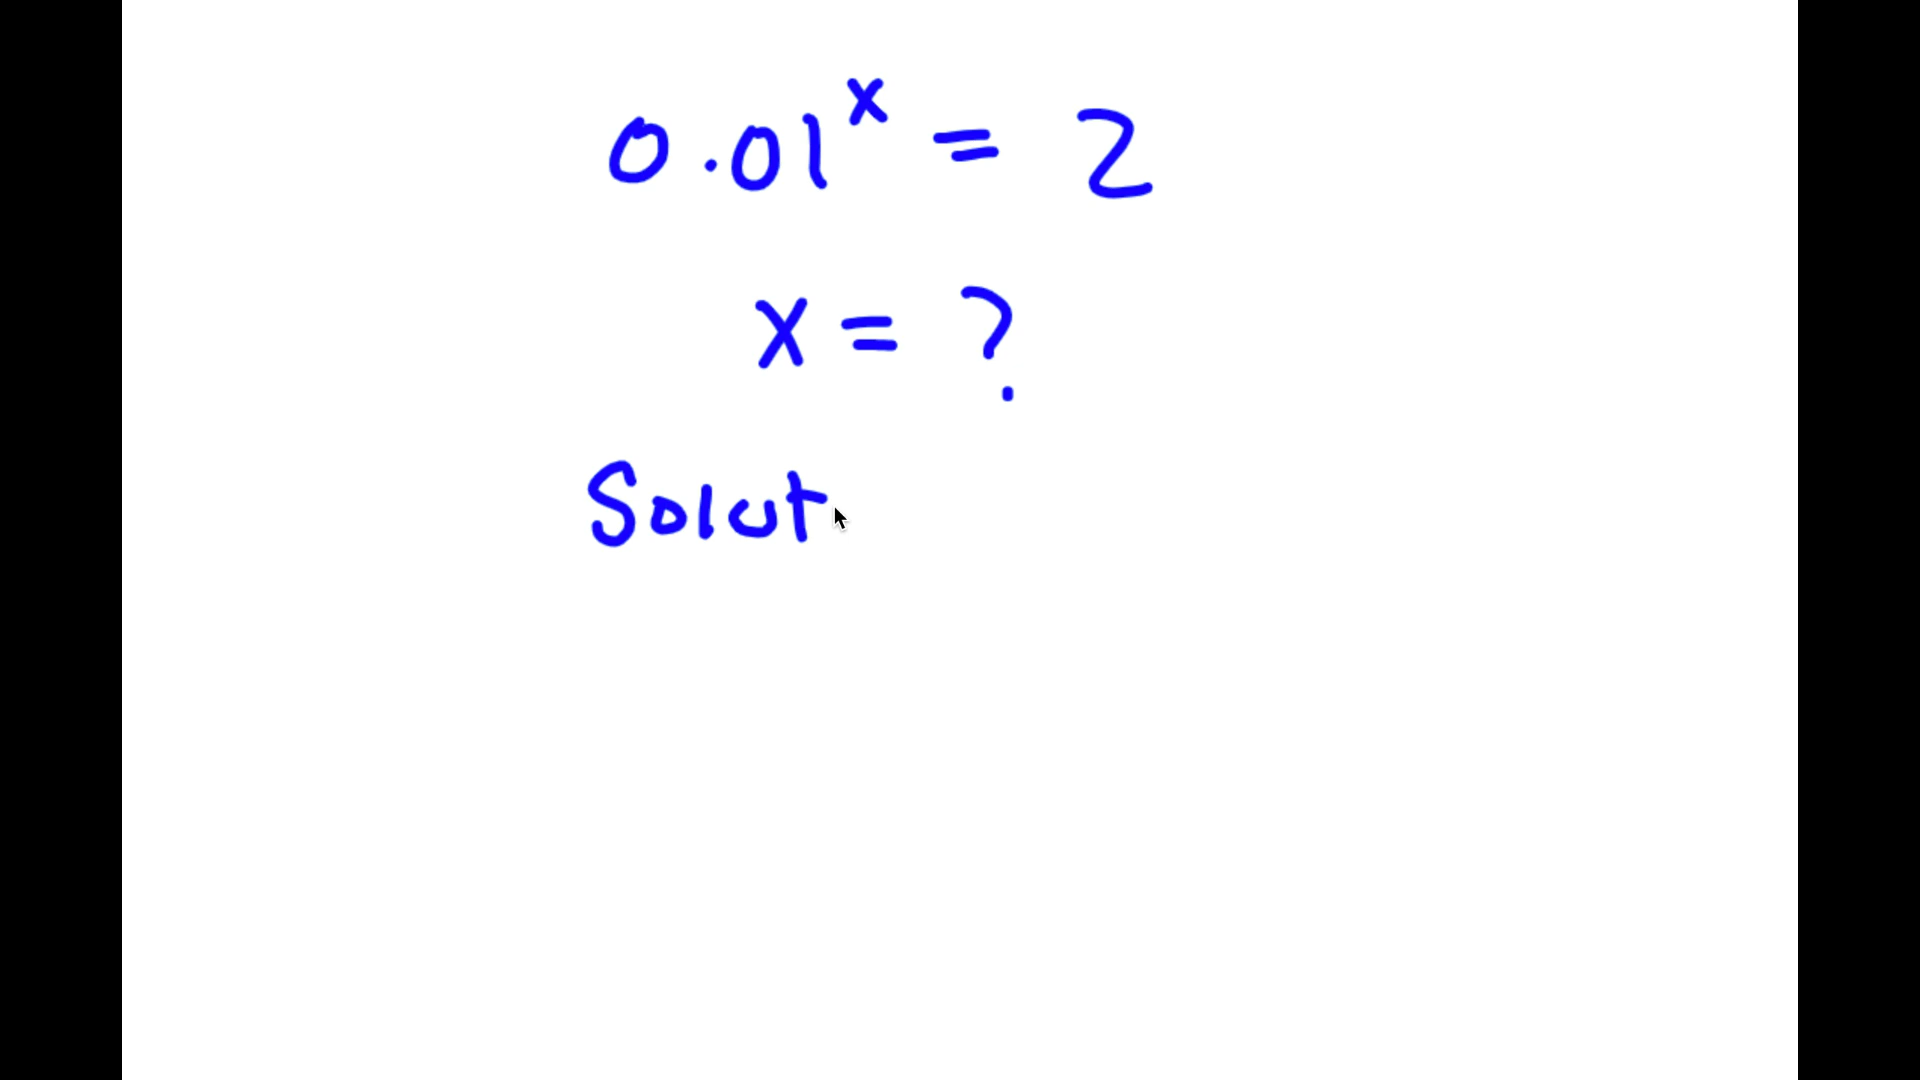 0.01^x = 2
x = ?
Solut